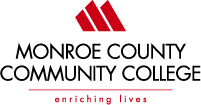 MONROE COUNTY
COMMUNITY COLLEGE
enriching lives